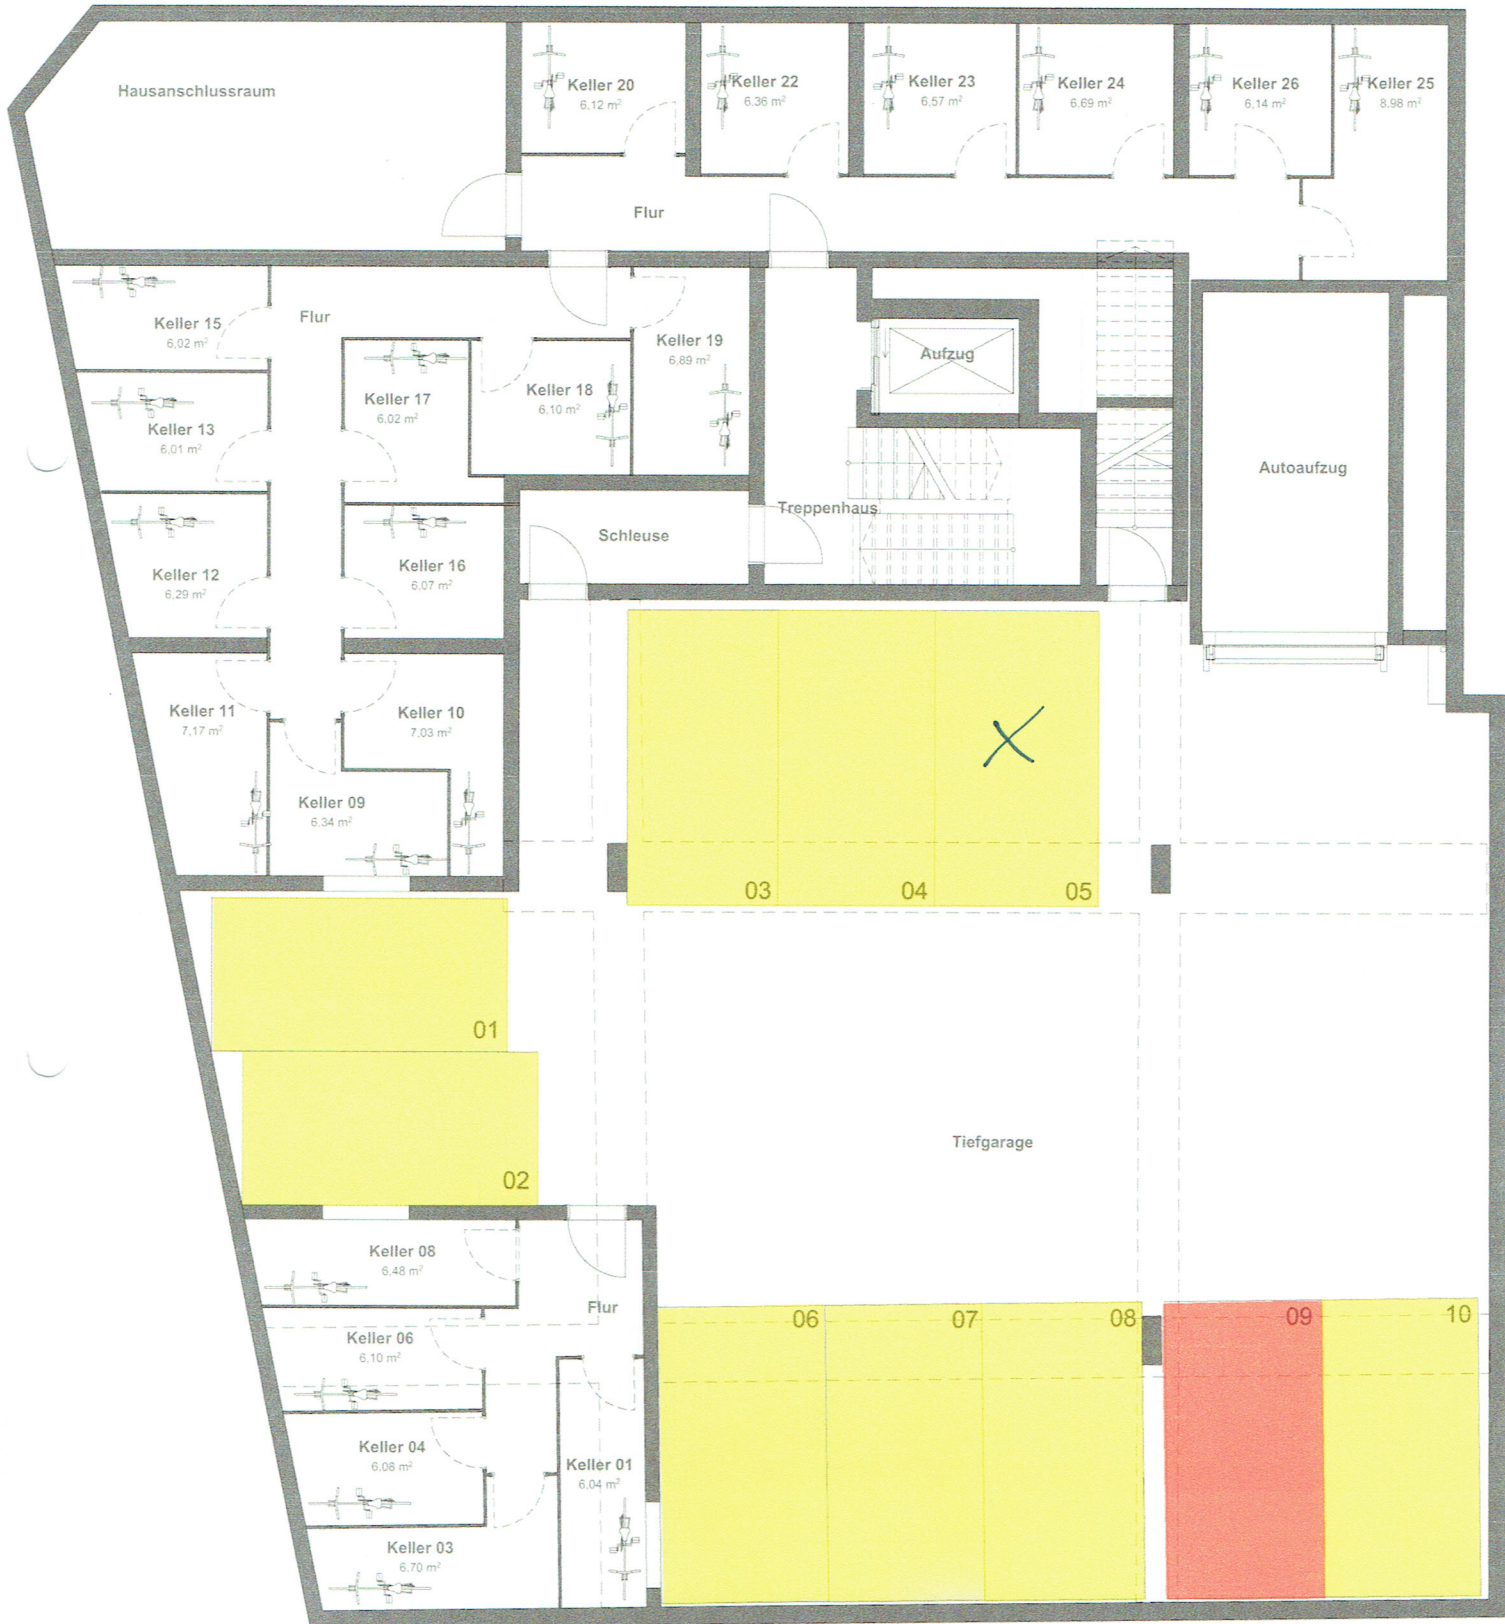 Hausanschlussraum
Keller 20
6,12 m²
Keller 22
6,36 m²
Keller 23
6,57 m²
Keller 24
6,69 m²
Keller 26
6,14 m²
Keller 25
8,98 m²
Flur
Keller 15
6,02 m²
Flur
Keller 17
6,02 m²
Keller 18
6,10 m²
Keller 19
6,89 m²
Aufzug
Keller 13
6,01 m²
Autoaufzug
Treppenhaus
Schleuse
Keller 12
6,29 m²
Keller 16
6,07 m²
Keller 11
7,17 m²
Keller 10
7,03 m²
Keller 09
6,34 m²
03
04
05
01
02
Tiefgarage
Keller 08
6,48 m²
Flur
Keller 06
6,10 m²
Keller 04
6,08 m²
Keller 01
6,04 m²
Keller 03
6,70 m²
06
07
08
09
10